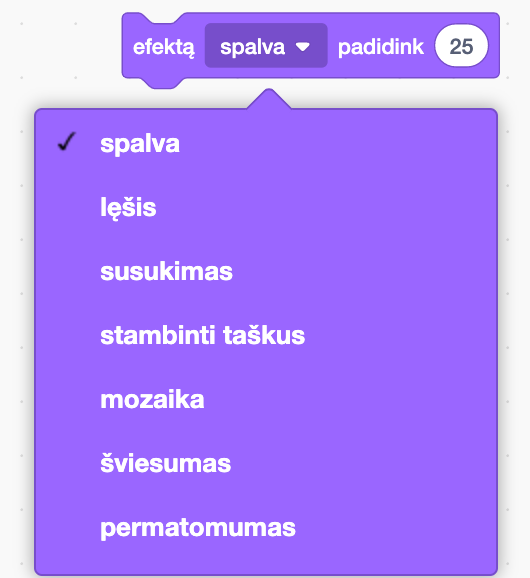 efektą spalva padidink 25
spalva
lęšis
susukimas
stambinti taškus
mozaika
šviesumas
permatomumas